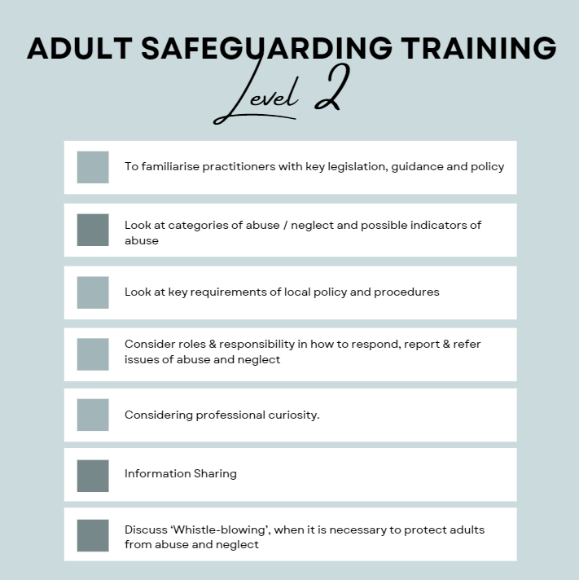 ADULT SAFEGUARDING TRAINING
Level 2
To familiarise practitioners with key legislation, guidance and policy
Look at categories of abuse / neglect and possible indicators of
abuse
Look at key requirements of local policy and procedures
Consider roles & responsibility in how to respond, report & refer
issues of abuse and neglect
Considering professional curiosity.
Information Sharing
Discuss ‘Whistle-blowing’, when it is necessary to protect adults
from abuse and neglect